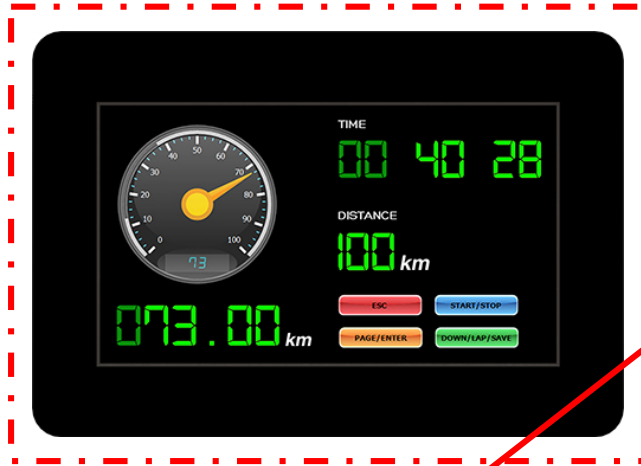 TIME
00 40 28
DISTANCE
100 km
0 10 20 30 40 50 60 70 80 90 100
73
073.00 km
ESC START/STOP
PAGE/ENTER DOWN/LAP/SAVE